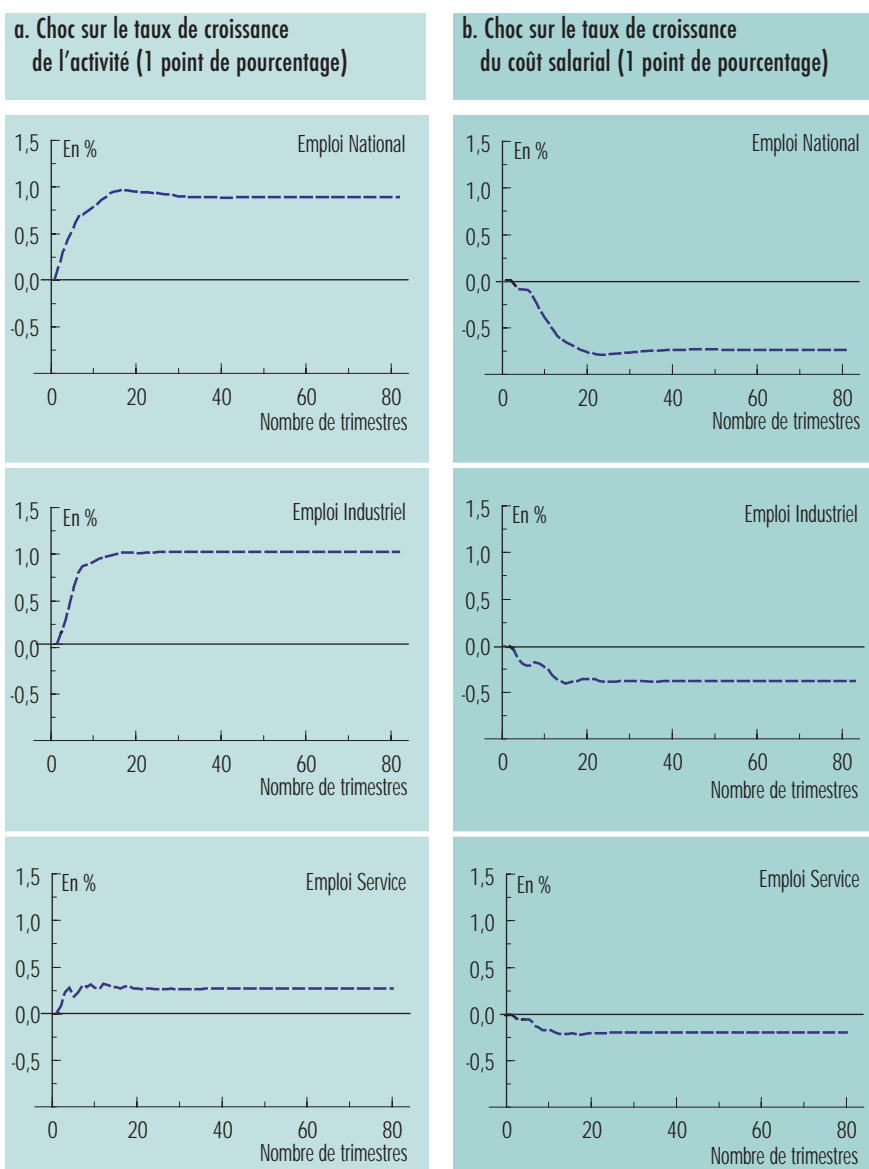 a. Choc sur le taux de croissance
de l'activité (1 point de pourcentage)
b. Choc sur le taux de croissance
du coût salarial (1 point de pourcentage)
1,5
En %
Emploi National
1,0
0,5
0,0
-0,5
0 20 40 60 80
Nombre de trimestres
1,5
En %
Emploi National
1,0
0,5
0,0
-0,5
0 20 40 60 80
Nombre de trimestres
1,5
En %
Emploi Industriel
1,0
0,5
0,0
-0,5
0 20 40 60 80
Nombre de trimestres
1,5
En %
Emploi Industriel
1,0
0,5
0,0
-0,5
0 20 40 60 80
Nombre de trimestres
1,5
En %
Emploi Service
1,0
0,5
0,0
-0,5
0 20 40 60 80
Nombre de trimestres
1,5
En %
Emploi Service
1,0
0,5
0,0
-0,5
0 20 40 60 80
Nombre de trimestres